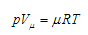 pV_μ = μRT